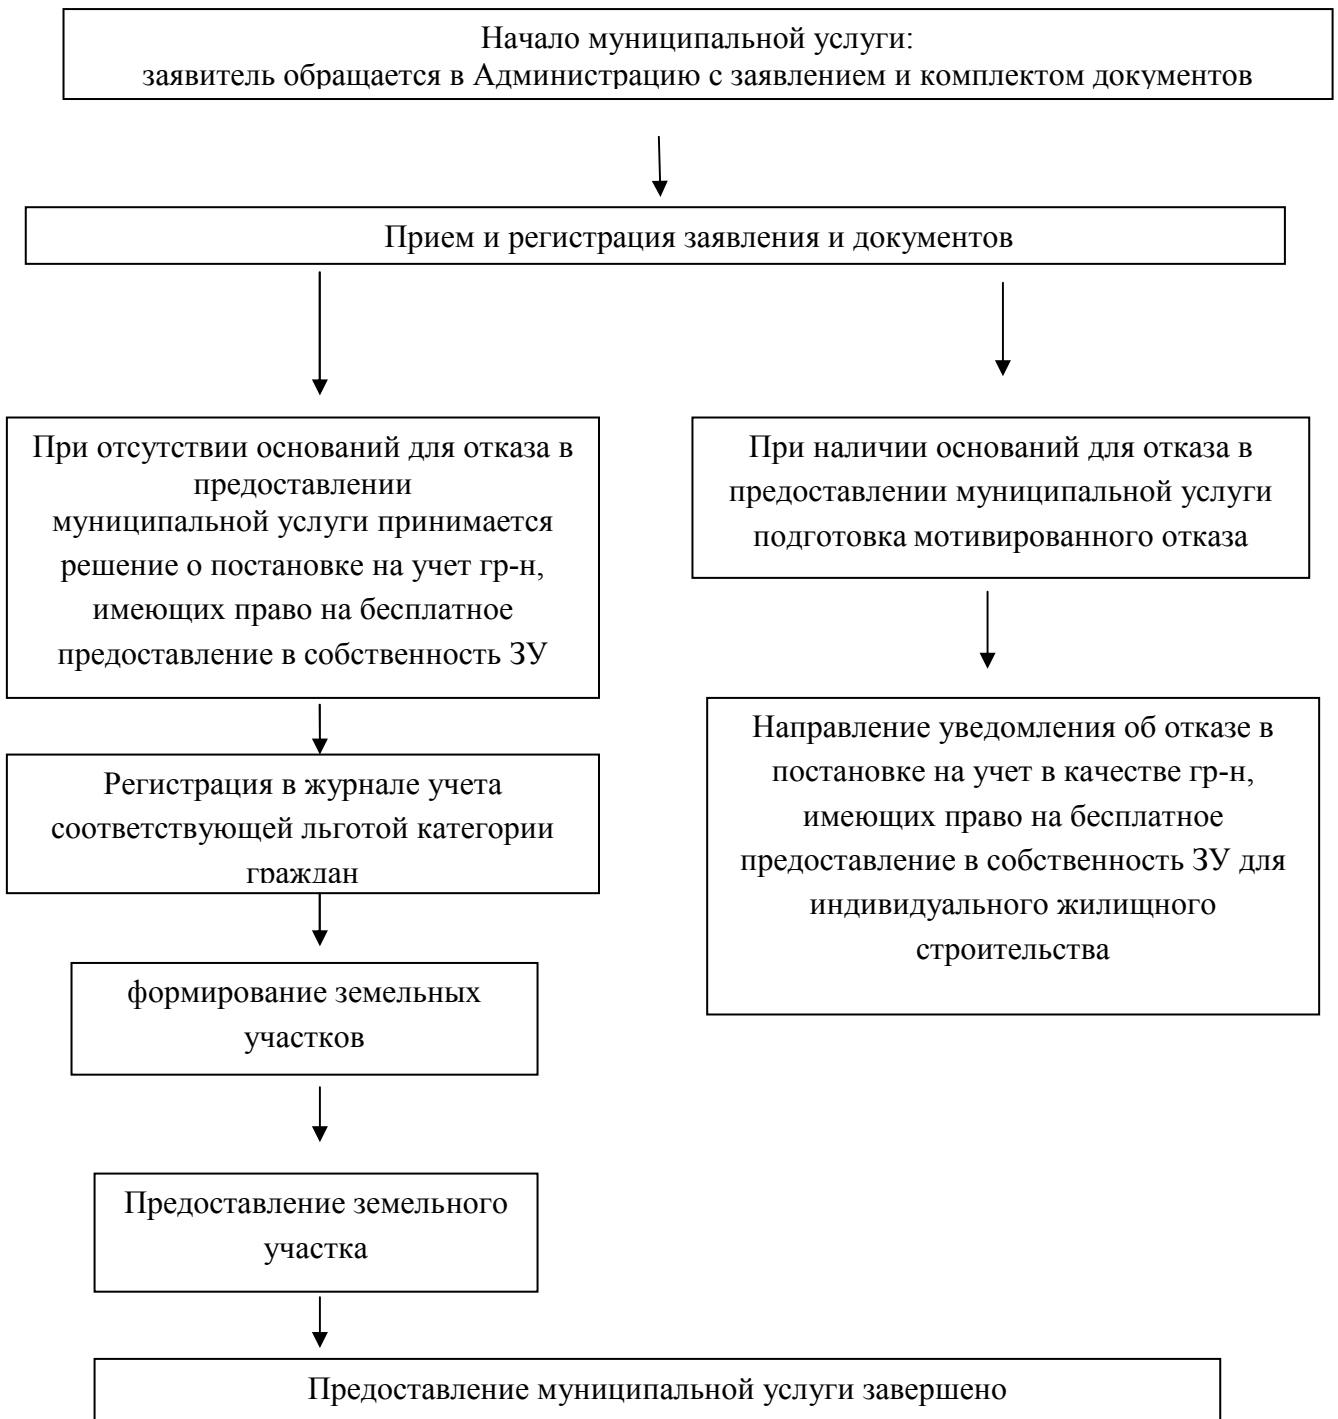 Начало муниципальной услуги:
заявитель обращается в Администрацию с заявлением и комплектом документов
Прием и регистрация заявления и документов
При отсутствии оснований для отказа в
предоставлении
муниципальной услуги принимается
решение о постановке на учет гр-н,
имеющих право на бесплатное
предоставление в собственность ЗУ
При наличии оснований для отказа в
предоставлении муниципальной услуги
подготовка мотивированного отказа
Регистрация в журнале учета
соответствующей льготой категории
граждан
Направление уведомления об отказе в
постановке на учет в качестве гр-н,
имеющих право на бесплатное
предоставление в собственность ЗУ для
индивидуального жилищного
строительства
формирование земельных
участков
Предоставление земельного
участка
Предоставление муниципальной услуги завершено